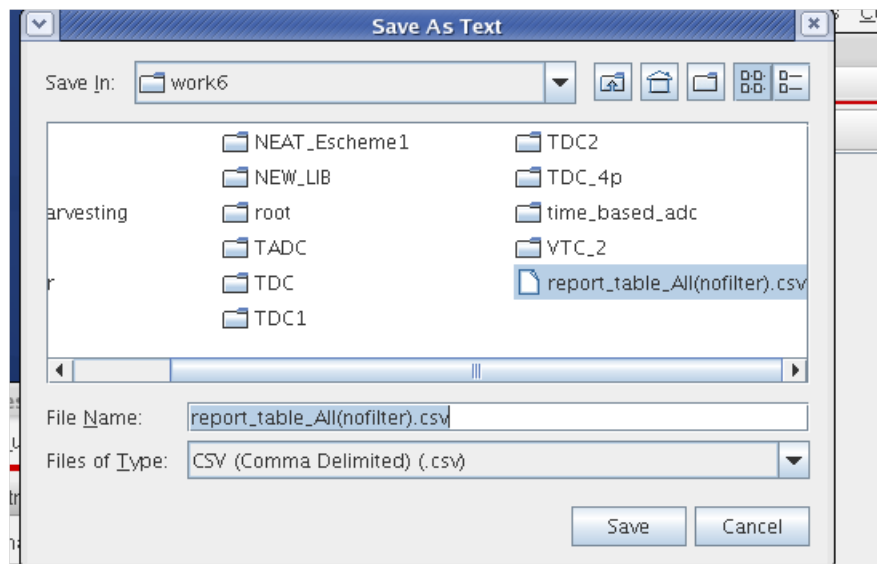 Save As Text
Save In: work6
NEAT_Escheme1
NEW_LIB
root
TADC
TDC
TDC1
arvesting
r
TDC2
TDC_4p
time_based_adc
VTC_2
report_table_All(nofilter).csv
File Name: report_table_All(nofilter).csv
Files of Type: CSV (Comma Delimited) (.csv)
Save Cancel